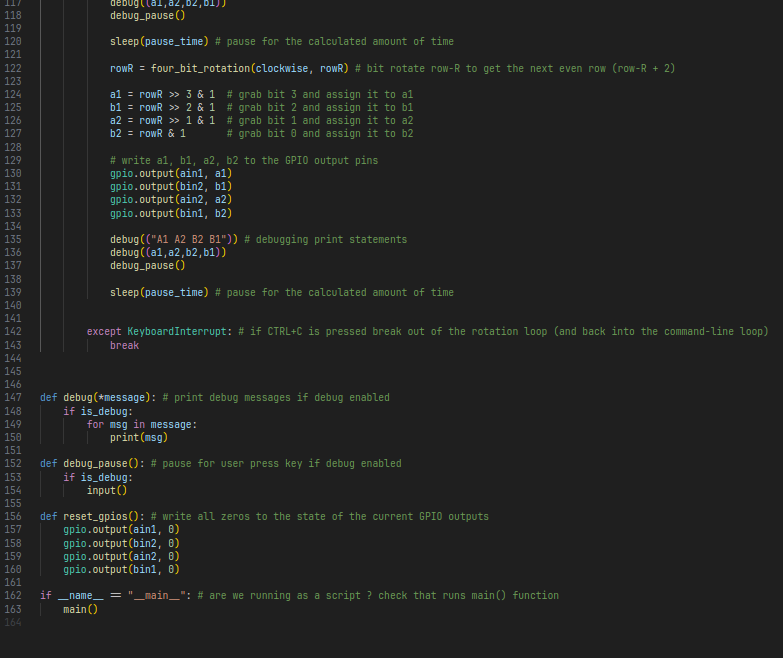 117 debug((a1,a2,b2,b1))
118 debug_pause()
119
120 sleep(pause_time) # pause for the calculated amount of time
121
122 rowR = four_bit_rotation(clockwise, rowR) # bit rotate row-R to get the next even row (row-R + 2)
123
124 a1 = rowR >> 3 & 1  # grab bit 3 and assign it to a1
125 b1 = rowR >> 2 & 1  # grab bit 2 and assign it to b1
126 a2 = rowR >> 1 & 1  # grab bit 1 and assign it to a2
127 b2 = rowR & 1       # grab bit 0 and assign it to b2
128
129 # write a1, b1, a2, b2 to the GPIO output pins
130 gpio.output(ain1, a1)
131 gpio.output(bin2, b1)
132 gpio.output(ain2, a2)
133 gpio.output(bin1, b2)
134
135 debug(("A1 A2 B2 B1")) # debugging print statements
136 debug((a1,a2,b2,b1))
137 debug_pause()
138
139 sleep(pause_time) # pause for the calculated amount of time
140
141
142 except KeyboardInterrupt: # if CTRL+C is pressed break out of the rotation loop (and back into the command-line loop)
143 break
144
145
146
147 def debug(*message): # print debug messages if debug enabled
148 if is_debug:
149 for msg in message:
150 print(msg)
151
152 def debug_pause(): # pause for user press key if debug enabled
153 if is_debug:
154 input()
155
156 def reset_gpios(): # write all zeros to the state of the current GPIO outputs
157 gpio.output(ain1, 0)
158 gpio.output(bin2, 0)
159 gpio.output(ain2, 0)
160 gpio.output(bin1, 0)
161
162 if __name__ == "__main__": # are we running as a script ? check that runs main() function
163 main()
164